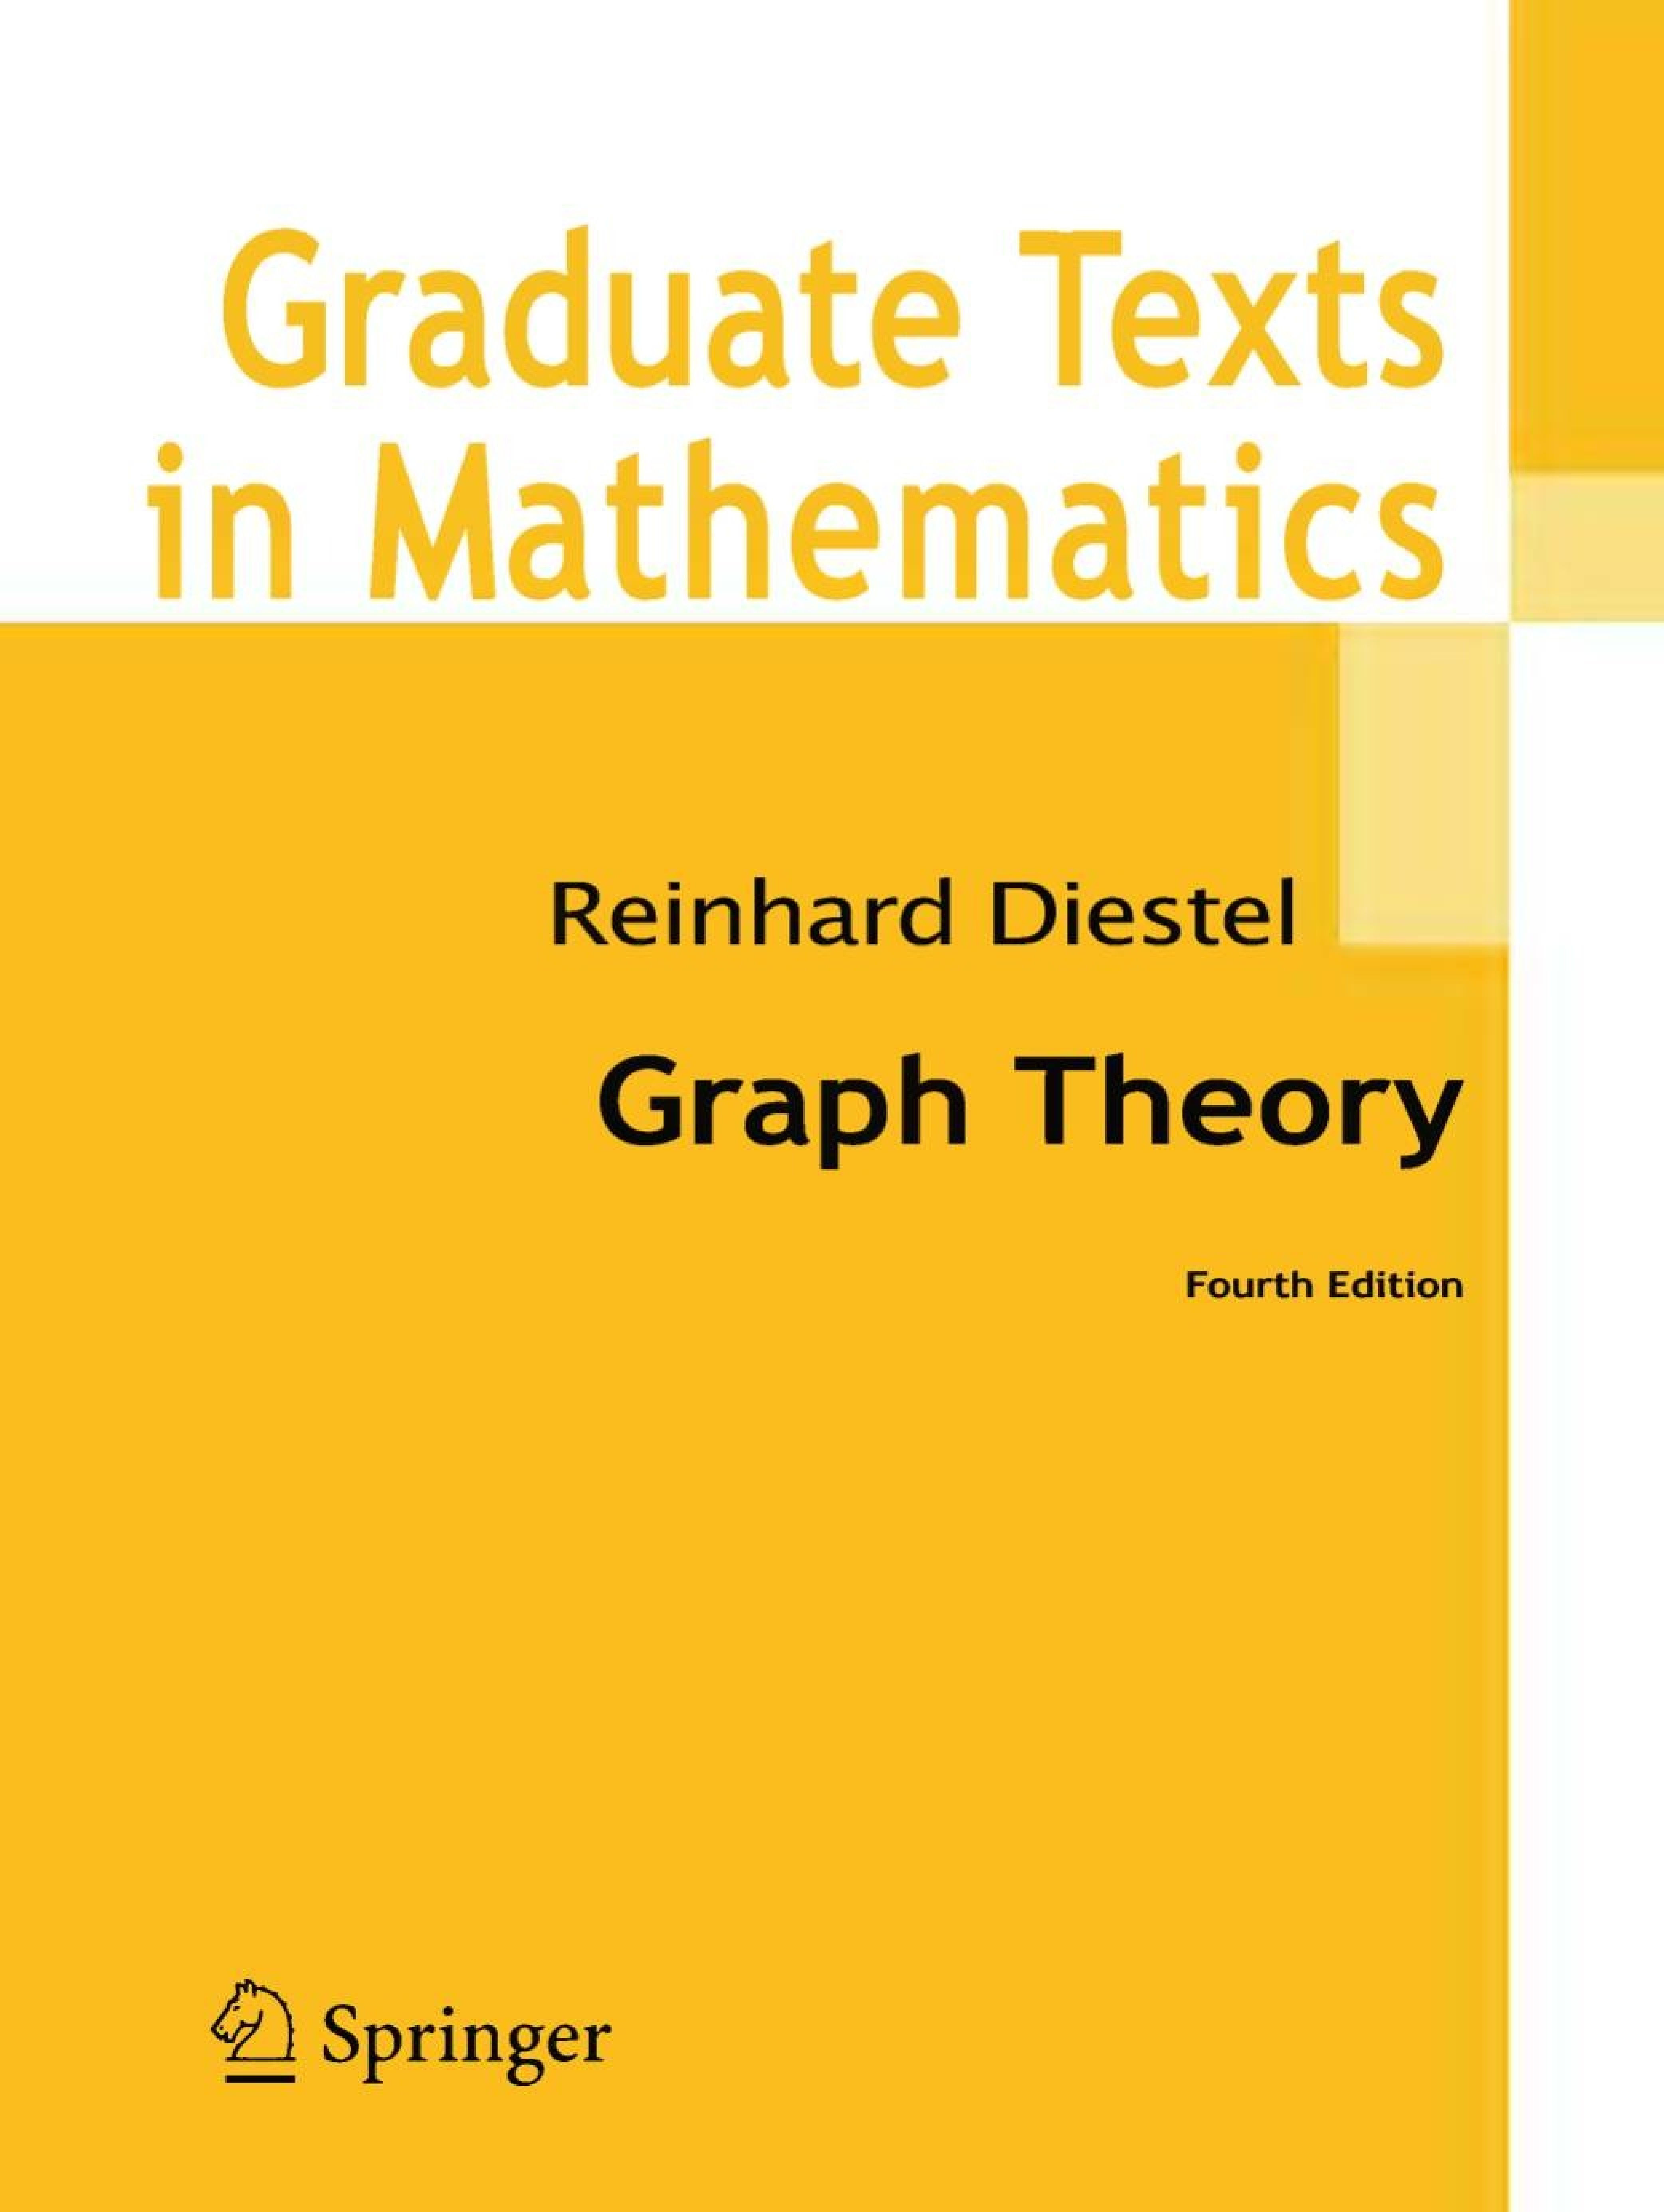 Graduate Texts
in Mathematics
Reinhard Diestel
Graph Theory
Fourth Edition
Springer